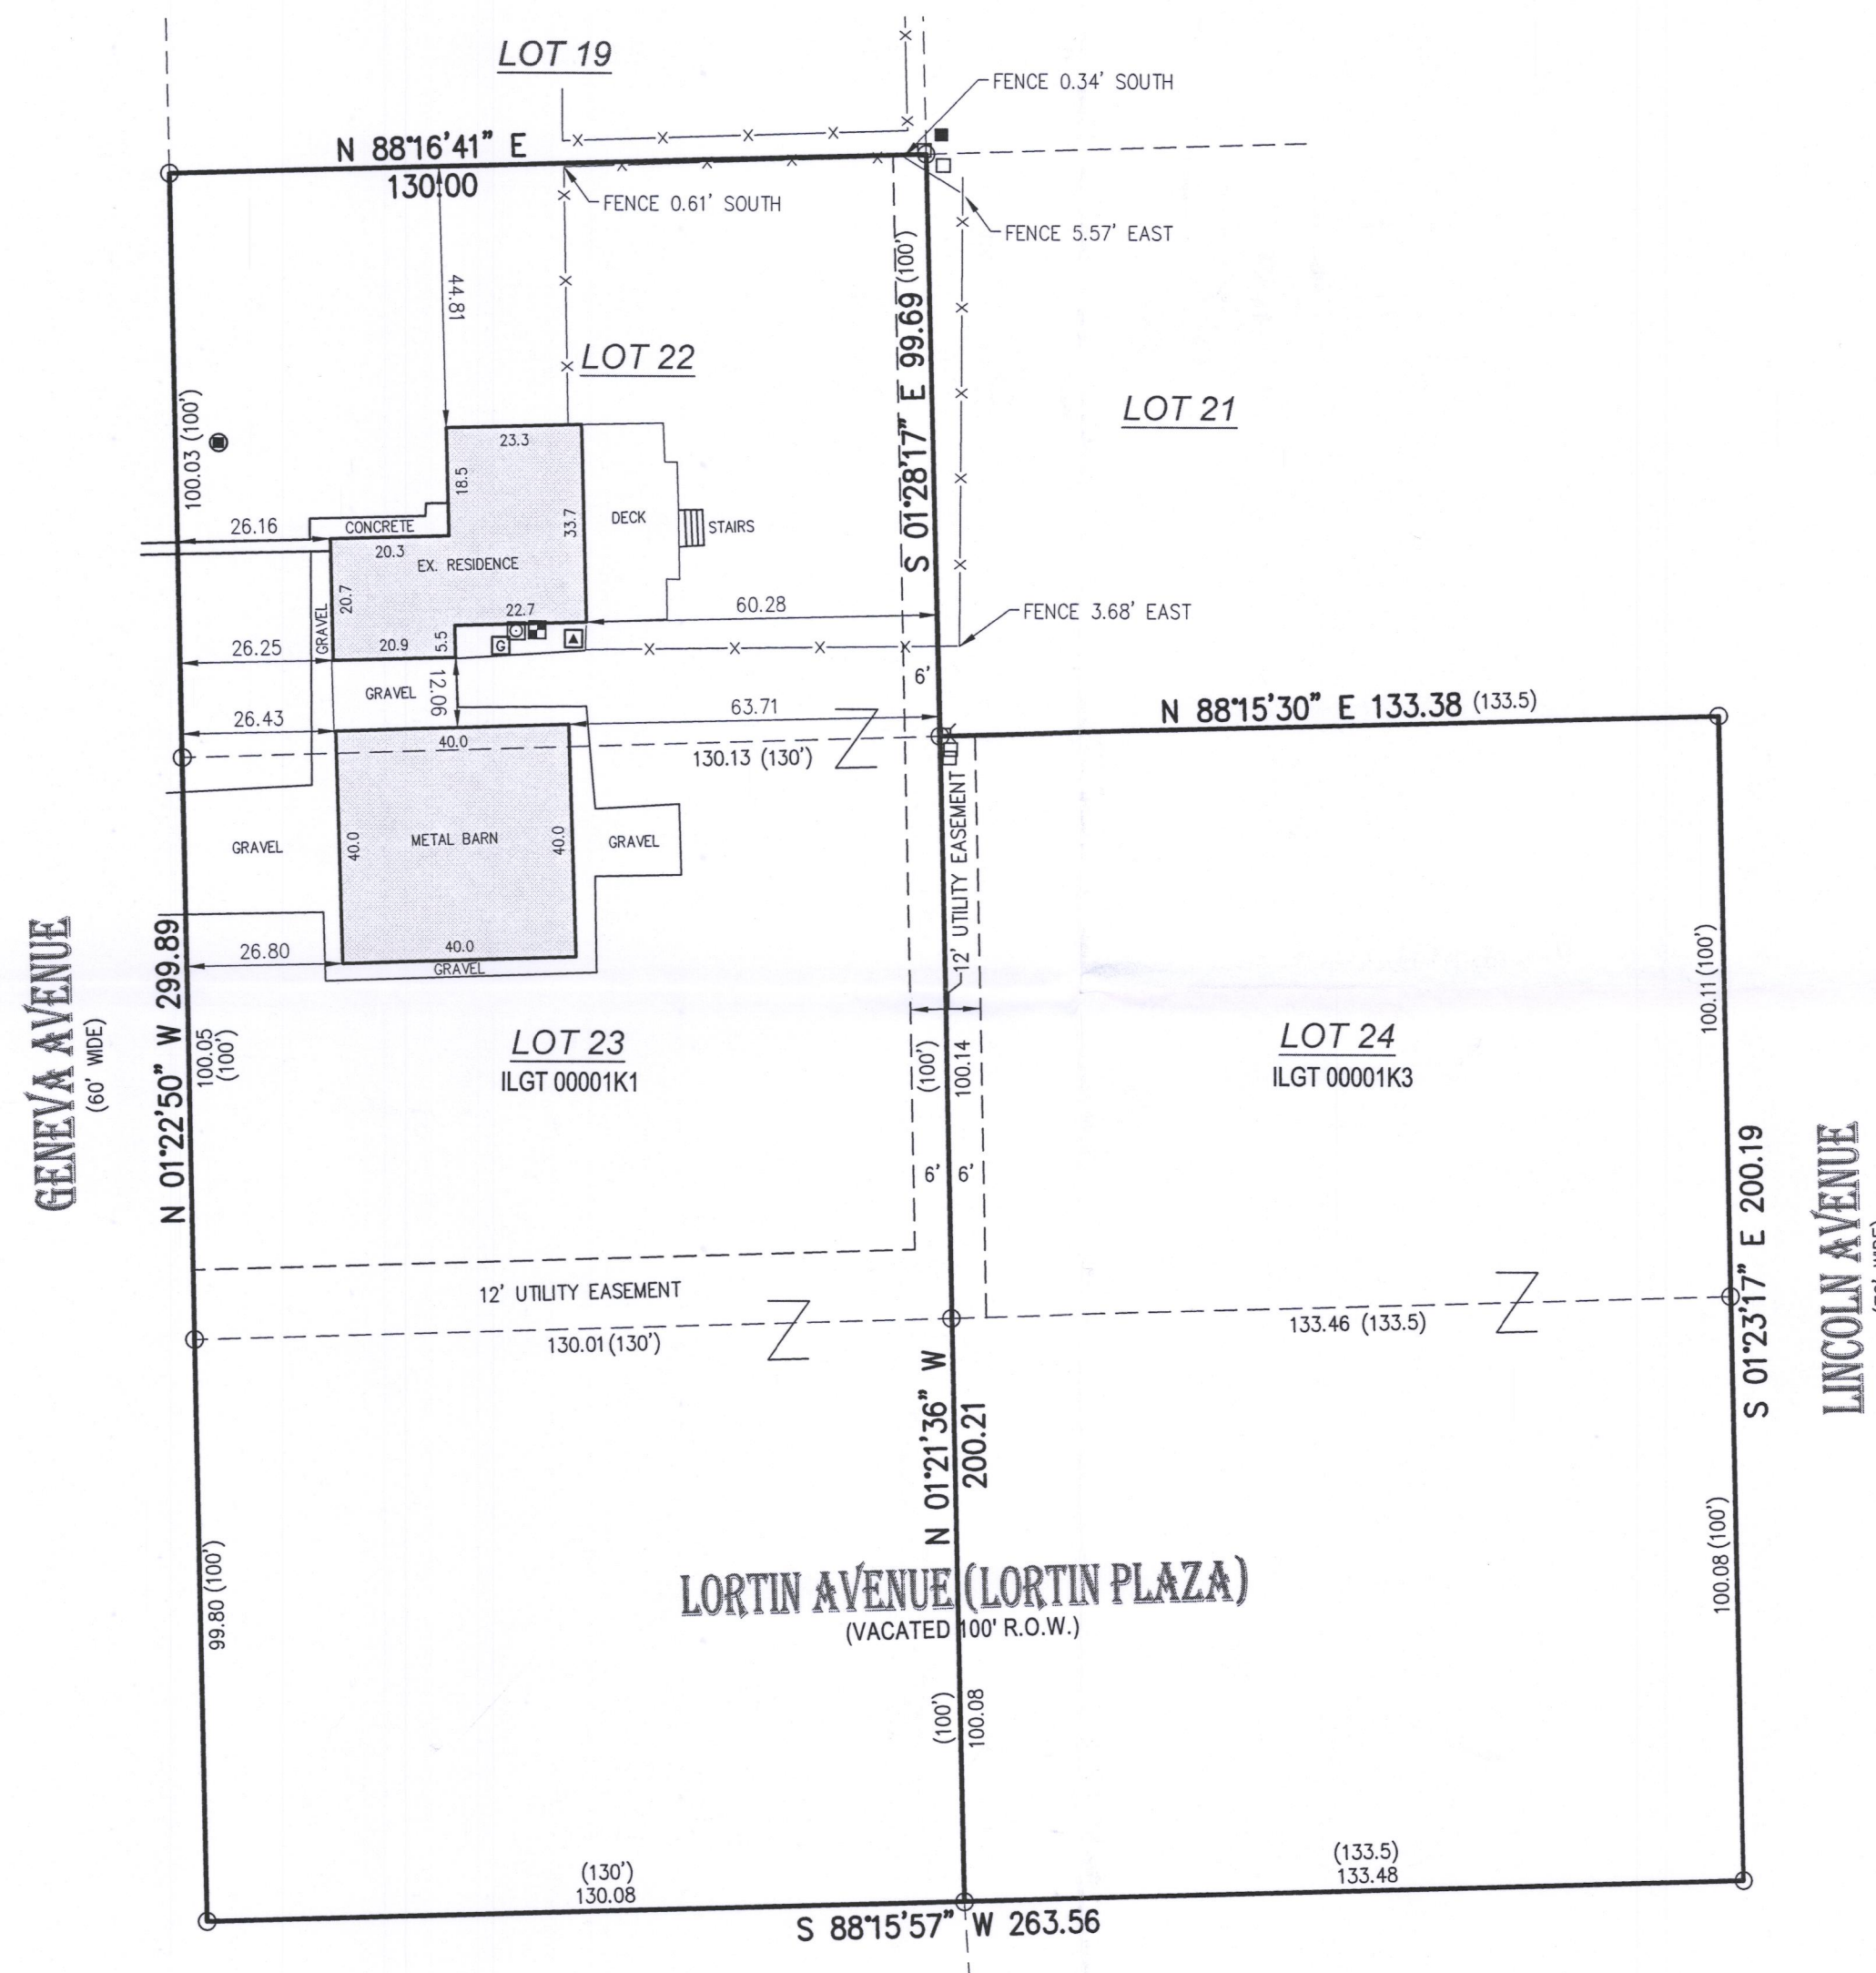 LOT 19
FENCE 0.34' SOUTH
N 88°16'41" E
130.00
FENCE 0.61' SOUTH
FENCE 5.57' EAST
44.81
S 01°28'17" E 99.69 (100')
LOT 22
LOT 21
100.03 (100')
23.3
18.5
33.7
DECK
STAIRS
26.16
CONCRETE
20.3
EX. RESIDENCE
20.7
GRAVEL
22.7
60.28
FENCE 3.68' EAST
26.25
20.9
5.5
G
6'
GRAVEL
12.06
26.43
63.71
N 88°15'30" E 133.38 (133.5)
40.0
130.13 (130')
12' UTILITY EASEMENT
GRAVEL
40.0
METAL BARN
40.0
GRAVEL
26.80
40.0
GRAVEL
GENEVA AVENUE
(60' WIDE)
N 01°22'50" W 299.89
100.05
(100')
LOT 23
ILGT 00001K1
(100')
100.14
LOT 24
ILGT 00001K3
100.11 (100')
6'
6'
S 01°23'17" E 200.19
LINCOLN AVENUE
12' UTILITY EASEMENT
130.01 (130')
133.46 (133.5)
N 01°21'36" W
200.21
99.80 (100')
100.08 (100')
LORTIN AVENUE (LORTIN PLAZA)
(VACATED 100' R.O.W.)
(100')
100.08
(130')
130.08
(133.5)
133.48
S 88°15'57" W 263.56